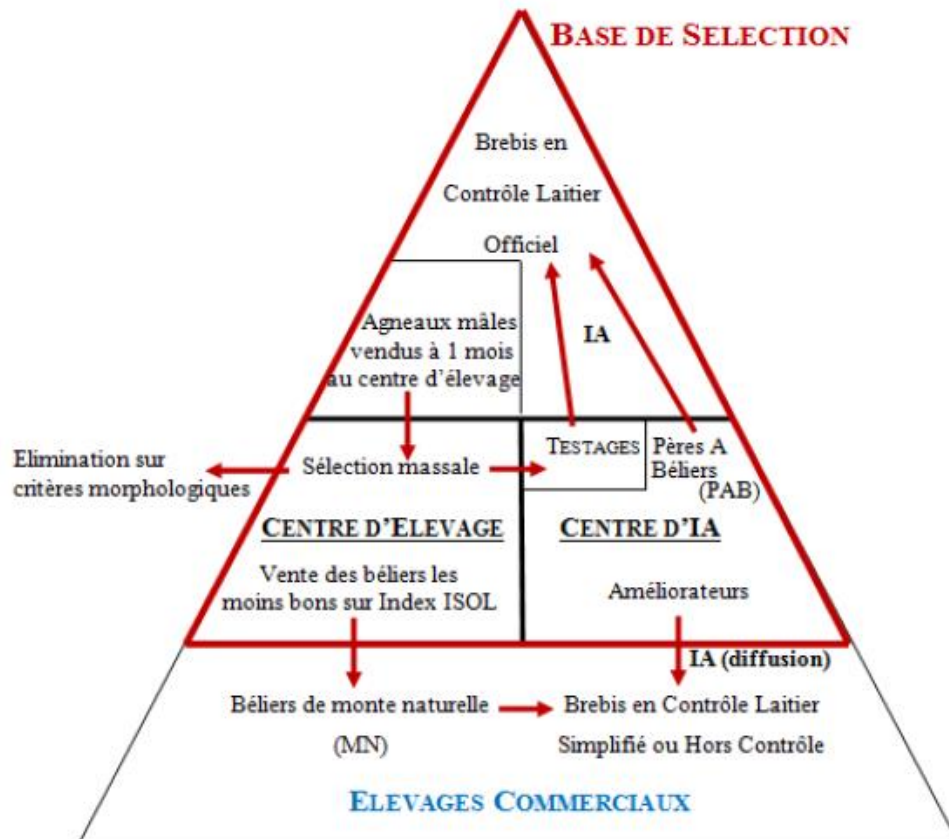 BASE DE SELECTION
Brebis en
Contrôle Laitier
Officiel
Agneaux mâles
vendus à 1 mois
au centre d'élevage
IA
Elimination sur
critères morphologiques
Sélection massale
TESTAGES
Pères A
Béliers
(PAB)
CENTRE D'ELEVAGE
CENTRE D'IA
Vente des béliers les
moins bons sur Index ISOL
Améliorateurs
IA (diffusion)
Béliers de monte naturelle
(MN)
Brebis en Contrôle Laitier
Simplifié ou Hors Contrôle
ELEVAGES COMMERCIAUX